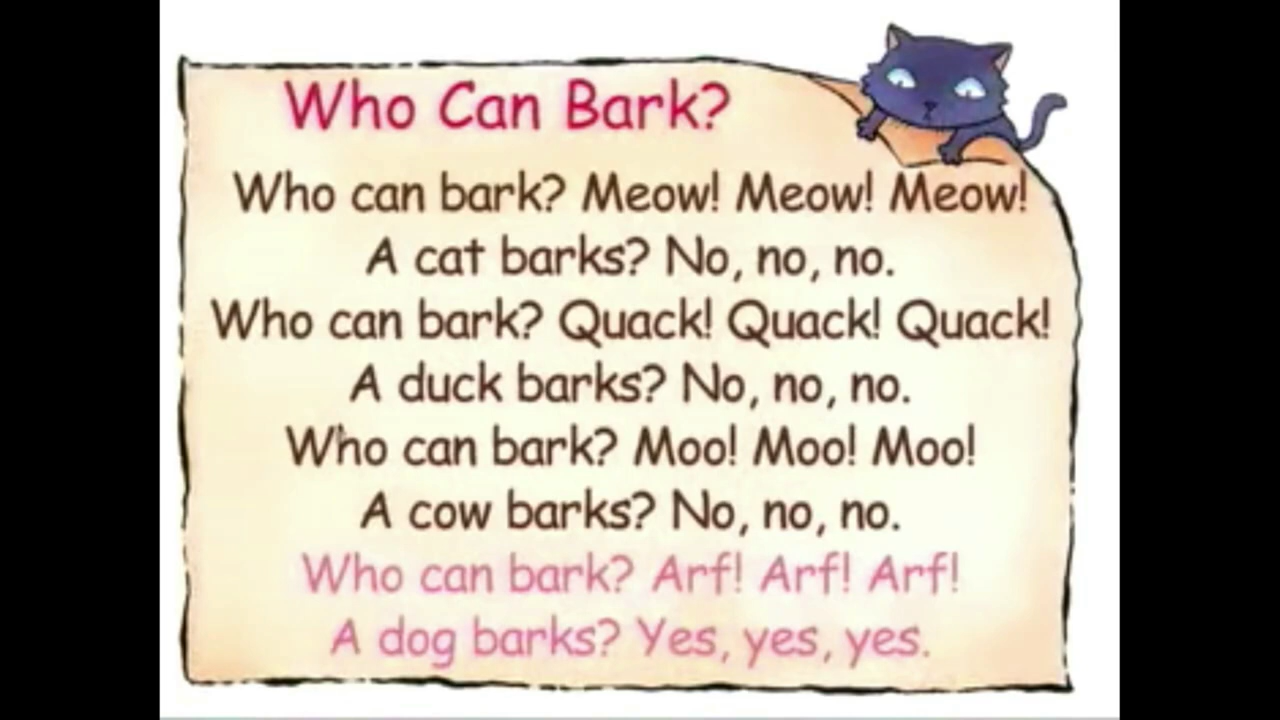 Who Can Bark?
Who can bark? Meow! Meow! Meow!
A cat barks? No, no, no.
Who can bark? Quack! Quack! Quack!
A duck barks? No, no, no.
Who can bark? Moo! Moo! Moo!
A cow barks? No, no, no.
Who can bark? Arf! Arf! Arf!
A dog barks? Yes, yes, yes.